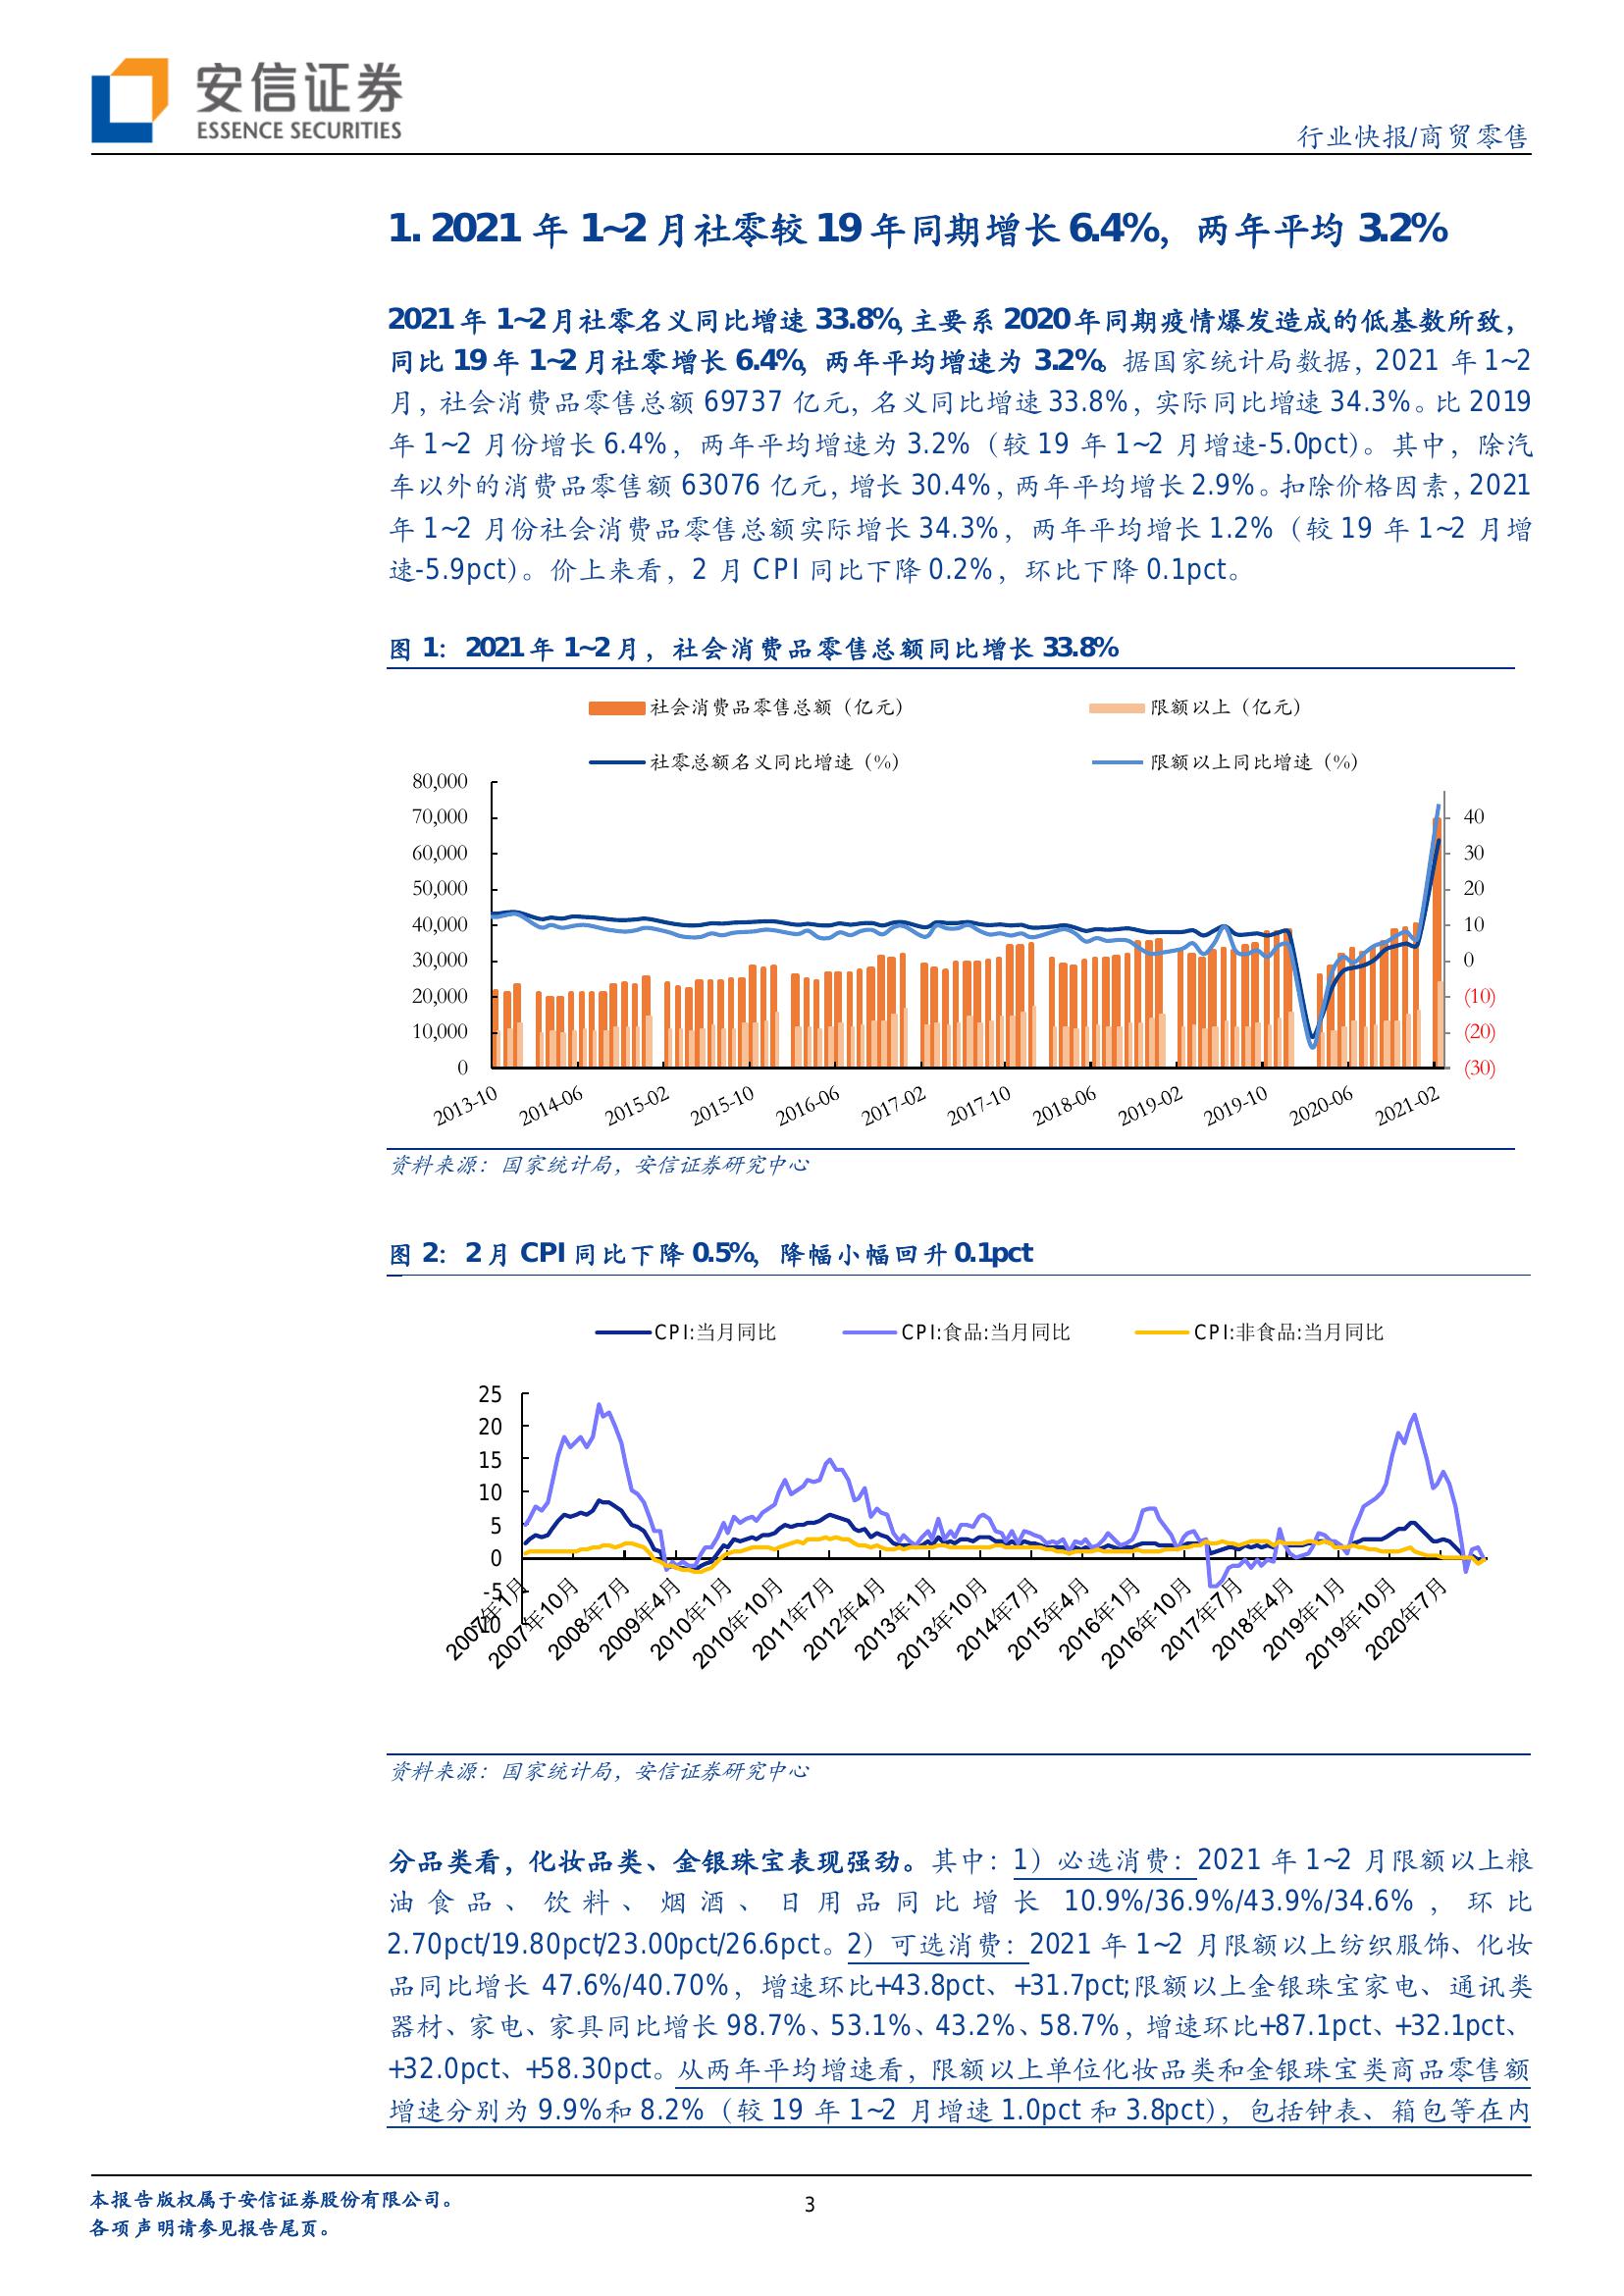 安信证券
ESSENCE SECURITIES
行业快报/商贸零售
1. 2021 年 1~2 月社零较 19 年同期增长 6.4%，两年平均 3.2%
2021 年 1~2 月社零名义同比增速 33.8%，主要系 2020 年同期疫情爆发造成的低基数所致，
同比 19 年 1~2 月社零增长 6.4%，两年平均增速为 3.2%。据国家统计局数据，2021 年 1~2
月，社会消费品零售总额 69737 亿元，名义同比增速 33.8%，实际同比增速 34.3%。比 2019
年 1~2 月份增长 6.4%，两年平均增速为 3.2%（较 19 年 1~2 月增速-5.0pct）。其中，除汽
车以外的消费品零售额 63076 亿元，增长 30.4%，两年平均增长 2.9%。扣除价格因素，2021
年 1~2 月份社会消费品零售总额实际增长 34.3%，两年平均增长 1.2%（较 19 年 1~2 月增
速-5.9pct）。价上来看，2 月 CPI 同比下降 0.2%，环比下降 0.1pct。
图 1：2021 年 1~2 月，社会消费品零售总额同比增长 33.8%
社会消费品零售总额（亿元）
限额以上（亿元）
社零总额名义同比增速（%）
限额以上同比增速（%）
80,000
70,000
60,000
50,000
40,000
30,000
20,000
10,000
0
40
30
20
10
0
(10)
(20)
(30)
2013-10
2014-06
2015-02
2015-10
2016-06
2017-02
2017-10
2018-06
2019-02
2019-10
2020-06
2021-02
资料来源：国家统计局，安信证券研究中心
图 2：2 月 CPI 同比下降 0.5%，降幅小幅回升 0.1pct
CPI:当月同比
CPI:食品:当月同比
CPI:非食品:当月同比
25
20
15
10
5
0
-5
-10
2007年1月
2007年10月
2008年7月
2009年4月
2010年1月
2010年10月
2011年7月
2012年4月
2013年1月
2013年10月
2014年7月
2015年4月
2016年1月
2016年10月
2017年7月
2018年4月
2019年1月
2019年10月
2020年7月
资料来源：国家统计局，安信证券研究中心
分品类看，化妆品类、金银珠宝表现强劲。其中：1）必选消费：2021 年 1~2 月限额以上粮
油食品、饮料、烟酒、日用品同比增长 10.9%/36.9%/43.9%/34.6%，环比
2.70pct/19.80pct/23.00pct/26.6pct。2）可选消费：2021 年 1~2 月限额以上纺织服饰、化妆
品同比增长 47.6%/40.70%，增速环比+43.8pct、+31.7pct;限额以上金银珠宝家电、通讯类
器材、家电、家具同比增长 98.7%、53.1%、43.2%、58.7%，增速环比+87.1pct、+32.1pct、
+32.0pct、+58.30pct。从两年平均增速看，限额以上单位化妆品类和金银珠宝类商品零售额
增速分别为 9.9%和 8.2%（较 19 年 1~2 月增速 1.0pct 和 3.8pct），包括钟表、箱包等在内
本报告版权属于安信证券股份有限公司。
各项声明请参见报告尾页。
3